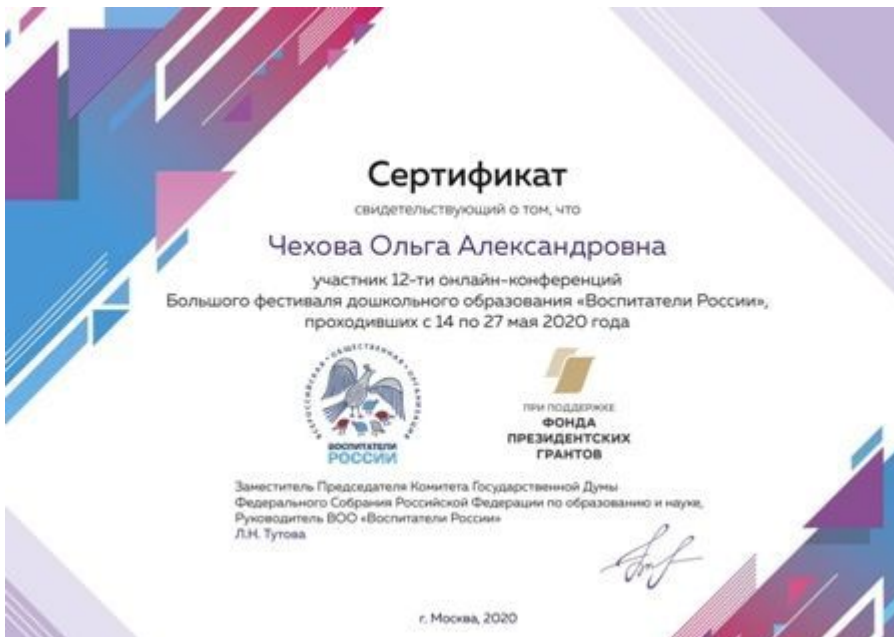 Сертификат
свидетельствующий о том, что
Чехова Ольга Александровна
участник 12-ти онлайн-конференций
Большого фестиваля дошкольного образования «Воспитатели России»,
проходивших с 14 по 27 мая 2020 года
ВСЕРОССИЙСКАЯ • ОБЩЕСТВЕННАЯ • ОРГАНИЗАЦИЯ
ВОСПИТАТЕЛИ
РОССИИ
ПРИ ПОДДЕРЖКЕ
ФОНДА
ПРЕЗИДЕНТСКИХ
ГРАНТОВ
Заместитель Председателя Комитета Государственной Думы
Федерального Собрания Российской Федерации по образованию и науке,
Руководитель ВОО «Воспитатели России»
Л.Н. Тутова
г. Москва, 2020